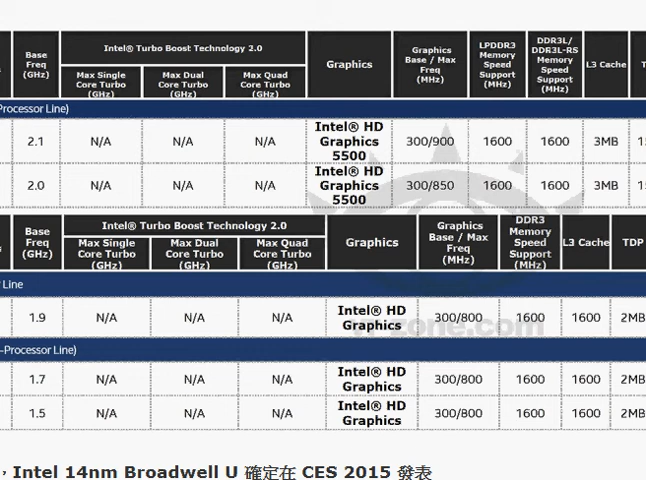 Base Freq (GHz) Intel® Turbo Boost Technology 2.0 Graphics Graphics Base / Max Freq (MHz) LPDDR3 Memory Speed Support (MHz) DDR3L/ DDR3L-RS Memory Speed Support (MHz) L3 Cache
Max Single Core Turbo (GHz) Max Dual Core Turbo (GHz) Max Quad Core Turbo (GHz)
Processor Line)
2.1 N/A N/A N/A Intel® HD Graphics 5500 300/900 1600 1600 3MB
2.0 N/A N/A N/A Intel® HD Graphics 5500 300/850 1600 1600 3MB
Base Freq (GHz) Intel® Turbo Boost Technology 2.0 Graphics Graphics Base / Max Freq (MHz) DDR3 Memory Speed Support (MHz) L3 Cache TDP
Max Single Core Turbo (GHz) Max Dual Core Turbo (GHz) Max Quad Core Turbo (GHz)
Line
1.9 N/A N/A N/A Intel® HD Graphics 300/800 1600 1600 2MB
-Processor Line)
1.7 N/A N/A N/A Intel® HD Graphics 300/800 1600 1600 2MB
1.5 N/A N/A N/A Intel® HD Graphics 300/800 1600 1600 2MB
，Intel 14nm Broadwell U 確定在 CES 2015 發表